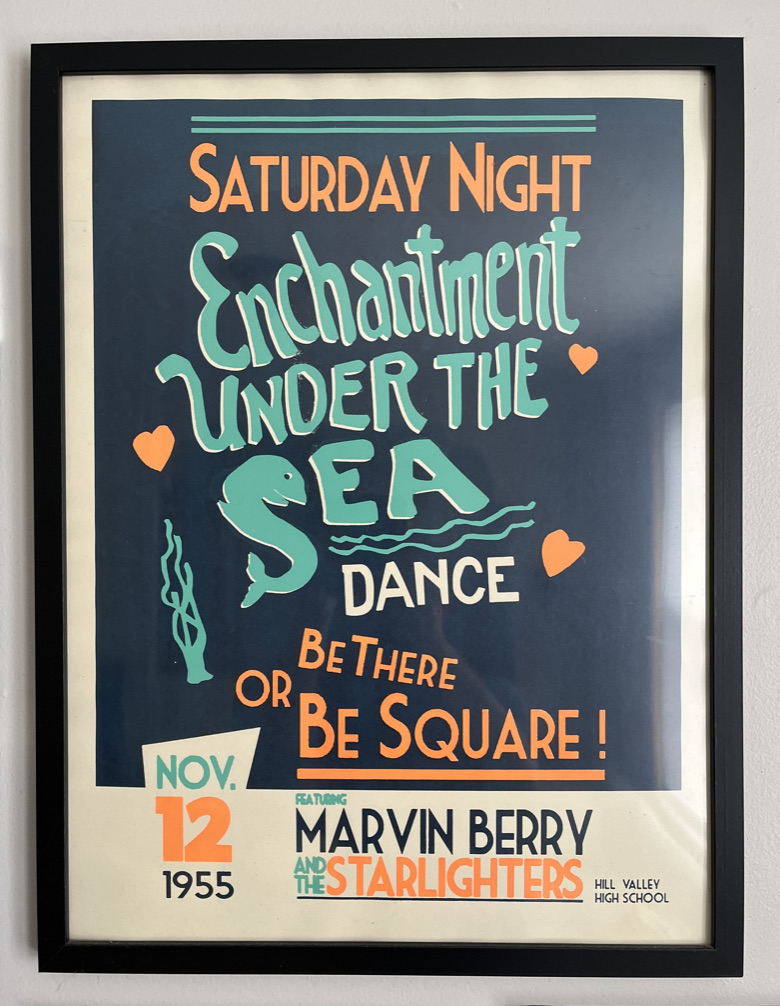 SATURDAY NIGHT
Enchantment
UNDER THE
SEA
DANCE
BE THERE
OR BE SQUARE !
NOV.
12
1955
FEATURING
MARVIN BERRY
AND THE STARLIGHTERS
HILL VALLEY
HIGH SCHOOL